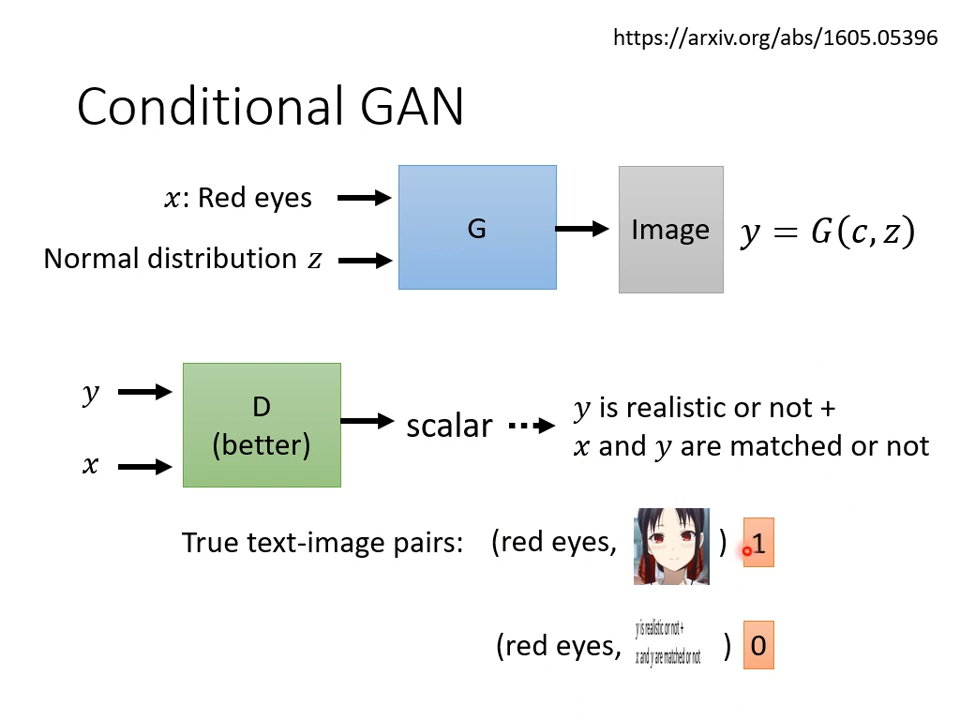 https://arxiv.org/abs/1605.05396
Conditional GAN
x: Red eyes
Normal distribution z
G
Image
y = G(c, z)
y
x
D
(better)
scalar
y is realistic or not +
x and y are matched or not
True text-image pairs: (red eyes, ) 1
(red eyes, y is realistic or not +
x and y are matched or not ) 0